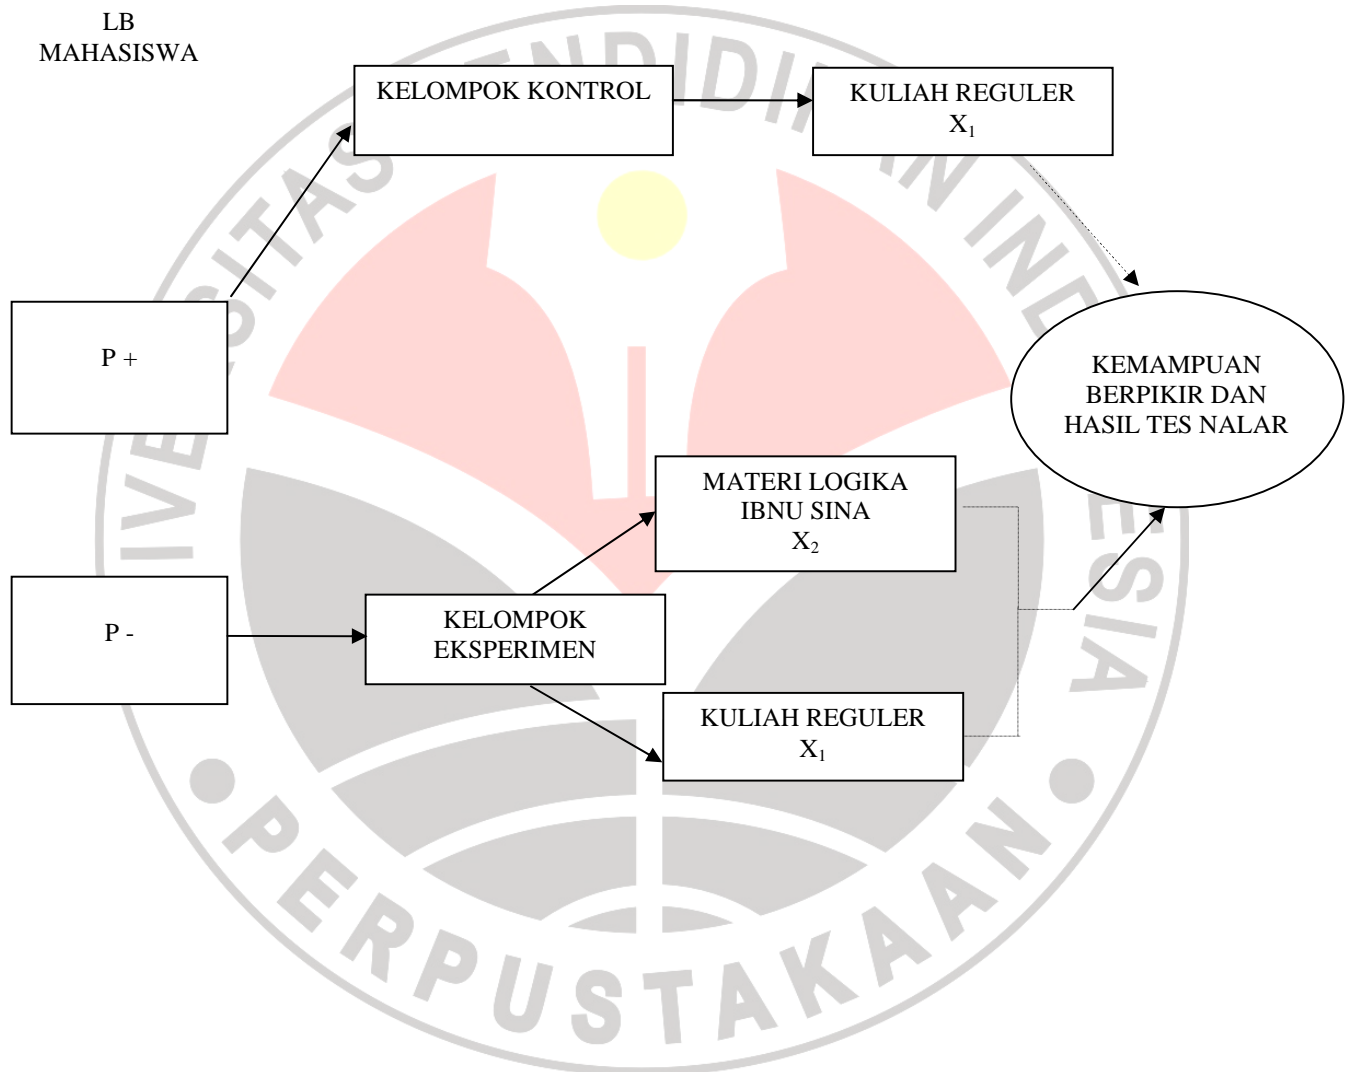 LB
MAHASISWA
KELOMPOK KONTROL
KULIAH REGULER
X₁
P +
KEMAMPUAN
BERPIKIR DAN
HASIL TES NALAR
MATERI LOGIKA
IBNU SINA
X₂
P -
KELOMPOK
EKSPERIMEN
KULIAH REGULER
X₁
PERPUSTAKAAN